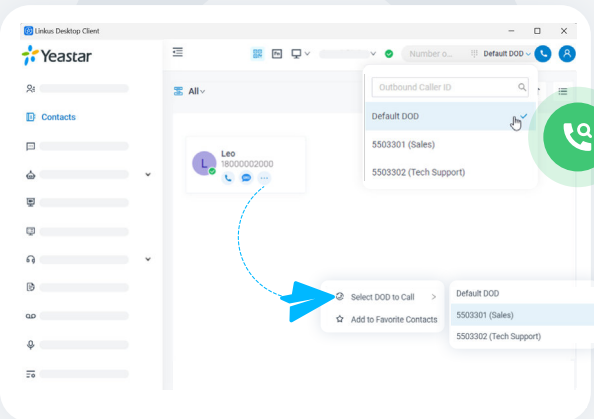 Linkus Desktop Client
Yeastar
Number o...
Default DOD
All
Outbound Caller ID
Default DOD
5503301 (Sales)
5503302 (Tech Support)
Contacts
L
Leo
18000002000
Select DOD to Call
Add to Favorite Contacts
Default DOD
5503301 (Sales)
5503302 (Tech Support)